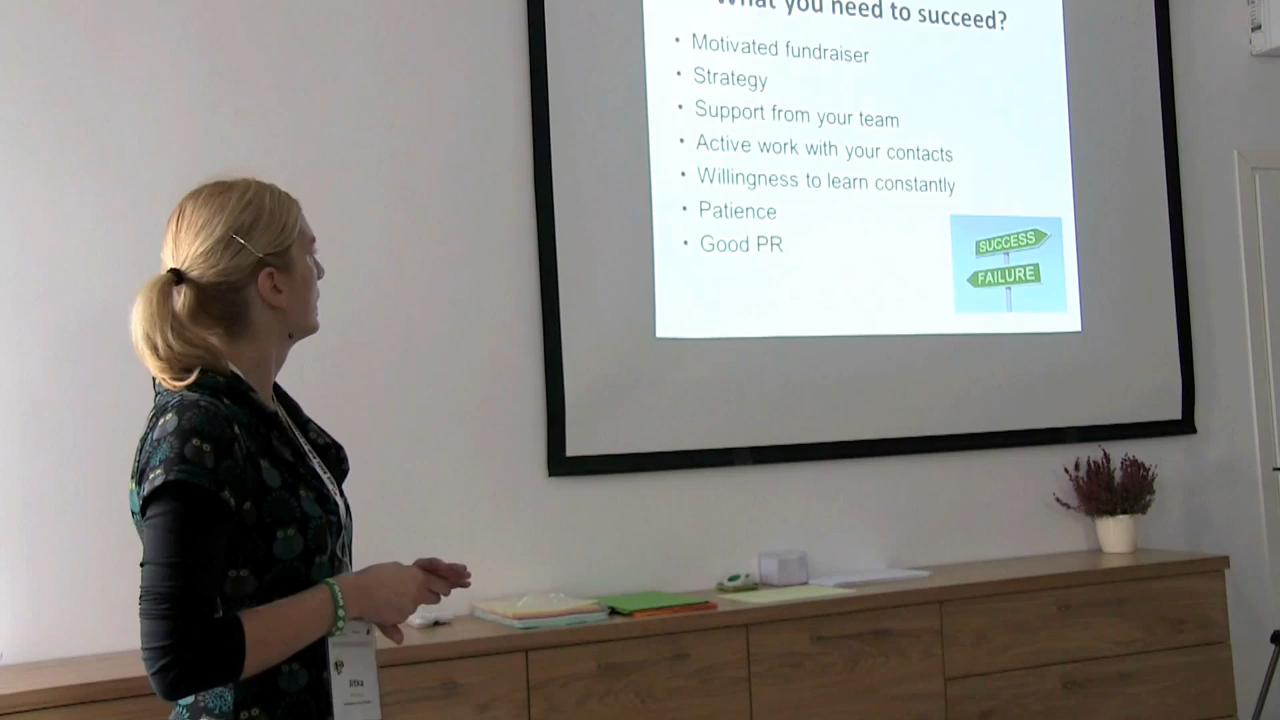 What you need to succeed?
• Motivated fundraiser
• Strategy
• Support from your team
• Active work with your contacts
• Willingness to learn constantly
• Patience
• Good PR
SUCCESS
FAILURE
Jitka